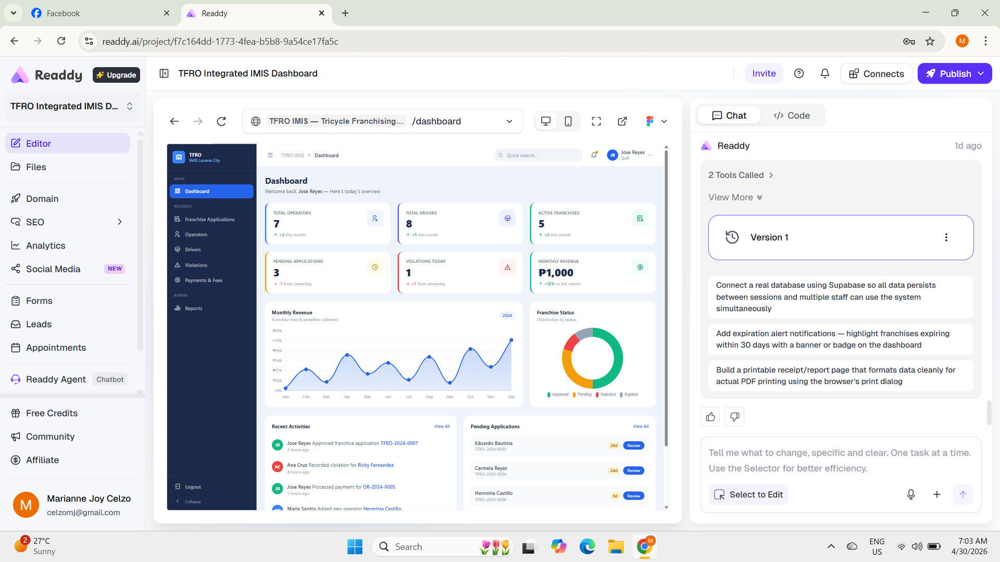 Facebook
Readdy
readdy.ai/project/f7c164dd-1773-4fea-b5b8-9a54ce17fa5c
M
Readdy
Upgrade
TFRO Integrated IMIS D...
Editor
Files
Domain
SEO
Analytics
Social Media NEW
Forms
Leads
Appointments
Readdy Agent Chatbot
Free Credits
Community
Affiliate
M
Marianne Joy Celzo
celzomj@gmail.com
TFRO Integrated IMIS Dashboard
Invite
Connects
Publish
TFRO IMIS — Tricycle Franchising... /dashboard
TFRO
IMIS Lucena City
MAIN
Dashboard
RECORDS
Franchise Applications
Operators
Drivers
Violations
Payments & Fees
ADMIN
Reports
Logout
Collapse
TFRO IMIS > Dashboard
Quick search...
JR
Jose Reyes
Staff
Dashboard
Welcome back, Jose Reyes — Here's today's overview
TOTAL OPERATORS
7
↑ +3 this month
TOTAL DRIVERS
8
↑ +5 this month
ACTIVE FRANCHISES
5
↑ +2 this month
PENDING APPLICATIONS
3
↓ -1 from yesterday
VIOLATIONS TODAY
1
↓ +1 from yesterday
MONTHLY REVENUE
₱1,000
↑ +12% vs last month
Monthly Revenue
Franchise fees & penalties collected
2024
₱20k
₱18k
₱16k
₱14k
₱12k
₱10k
₱8k
Jan Feb Mar Apr May Jun Jul Aug Sep Oct Nov Dec
Franchise Status
Distribution by status
Approved Pending Rejected Expired
Recent Activities
View All
JR
Jose Reyes Approved franchise application TFRO-2024-0007
2 hours ago
AC
Ana Cruz Recorded violation for Ricky Fernandez
4 hours ago
JR
Jose Reyes Processed payment for OR-2024-0005
5 hours ago
Maria Santos Added new operator Herminia Castillo
Pending Applications
View All
Eduardo Bautista
TFRO-2024-0003
28d Review
Carmela Reyes
TFRO-2024-0004
24d Review
Herminia Castillo
TFRO-2024-0008
9d Review
Chat
Code
Readdy
1d ago
2 Tools Called
View More
Version 1
Connect a real database using Supabase so all data persists
between sessions and multiple staff can use the system
simultaneously
Add expiration alert notifications — highlight franchises expiring
within 30 days with a banner or badge on the dashboard
Build a printable receipt/report page that formats data cleanly for
actual PDF printing using the browser's print dialog
Tell me what to change, specific and clear. One task at a time.
Use the Selector for better efficiency.
Select to Edit
2
27°C
Sunny
Search
M
ENG
US
7:03 AM
4/30/2026